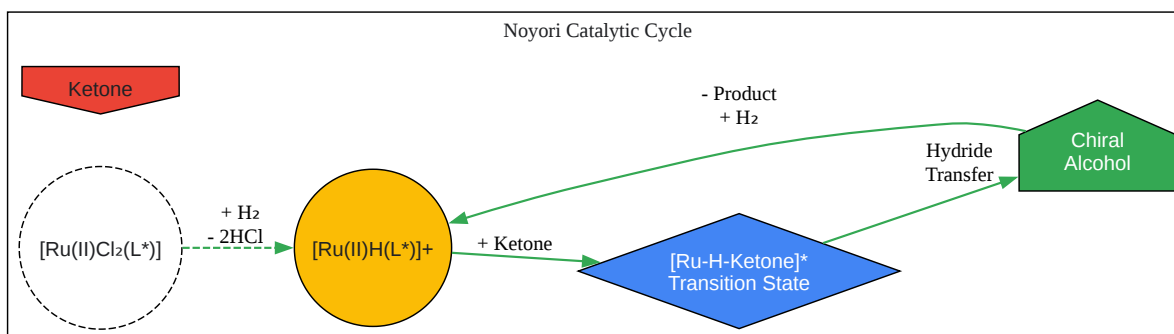 Noyori Catalytic Cycle
Ketone
- Product
+ H₂
Chiral
Alcohol
Hydride
Transfer
[Ru(II)Cl₂(L*)]
+ H₂
- 2HCl
[Ru(II)H(L*)]+
+ Ketone
[Ru-H-Ketone]*
Transition State